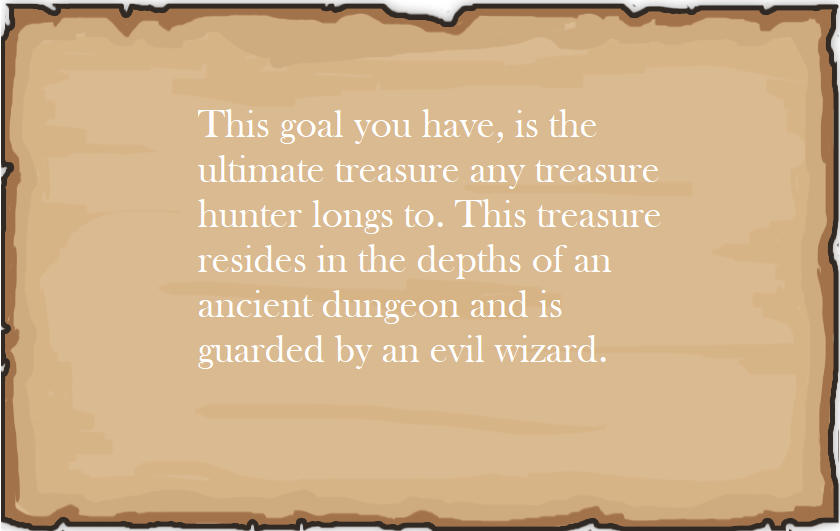 This goal you have, is the
ultimate treasure any treasure
hunter longs to. This treasure
resides in the depths of an
ancient dungeon and is
guarded by an evil wizard.